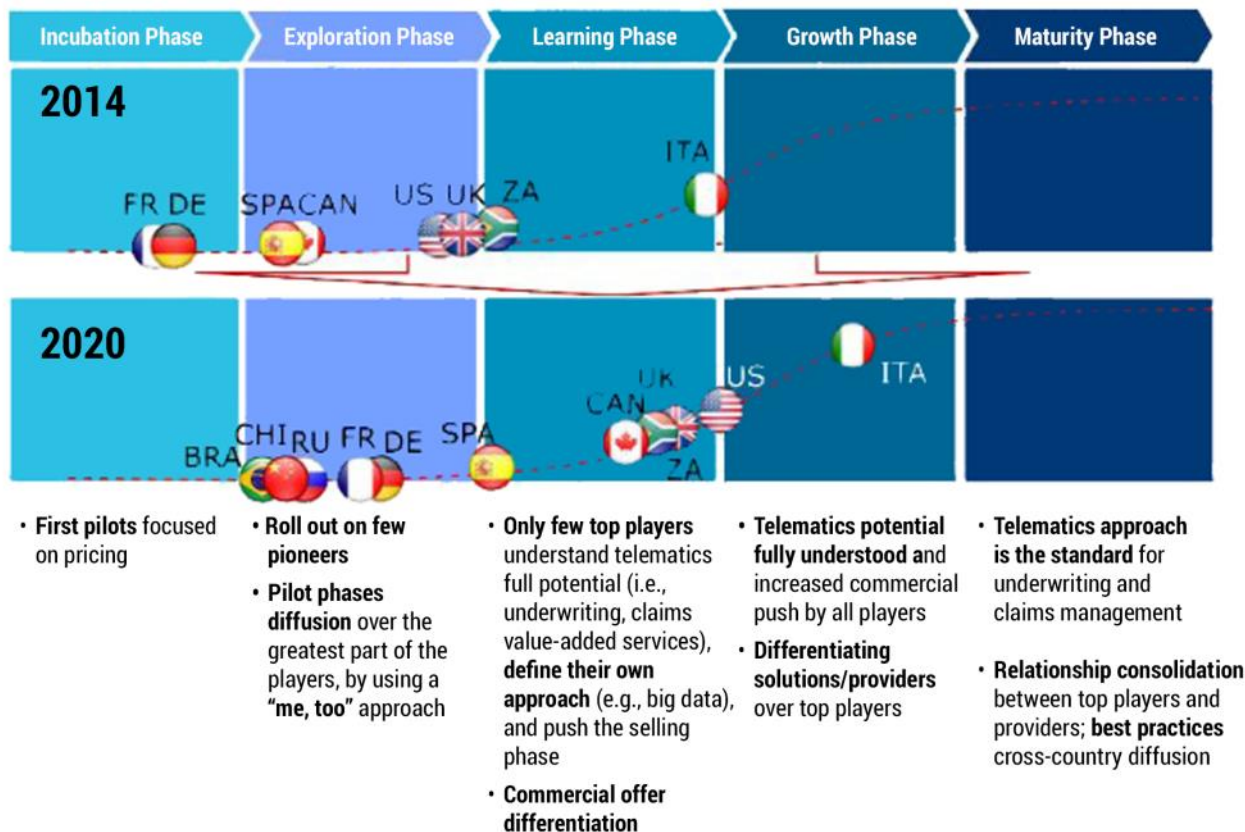 Incubation Phase
Exploration Phase
Learning Phase
Growth Phase
Maturity Phase
2014
FR DE
SPACAN
US UK ZA
ITA
2020
BRA
CHI
RU
FR DE
SPA
CAN
UK
ZA
US
ITA
• First pilots focused
on pricing
• Roll out on few
pioneers
• Pilot phases
diffusion over the
greatest part of the
players, by using a
“me, too” approach
• Only few top players
understand telematics
full potential (i.e.,
underwriting, claims
value-added services),
define their own
approach (e.g., big data),
and push the selling
phase
• Commercial offer
differentiation
• Telematics potential
fully understood and
increased commercial
push by all players
• Differentiating
solutions/providers
over top players
• Telematics approach
is the standard for
underwriting and
claims management
• Relationship consolidation
between top players and
providers; best practices
cross-country diffusion